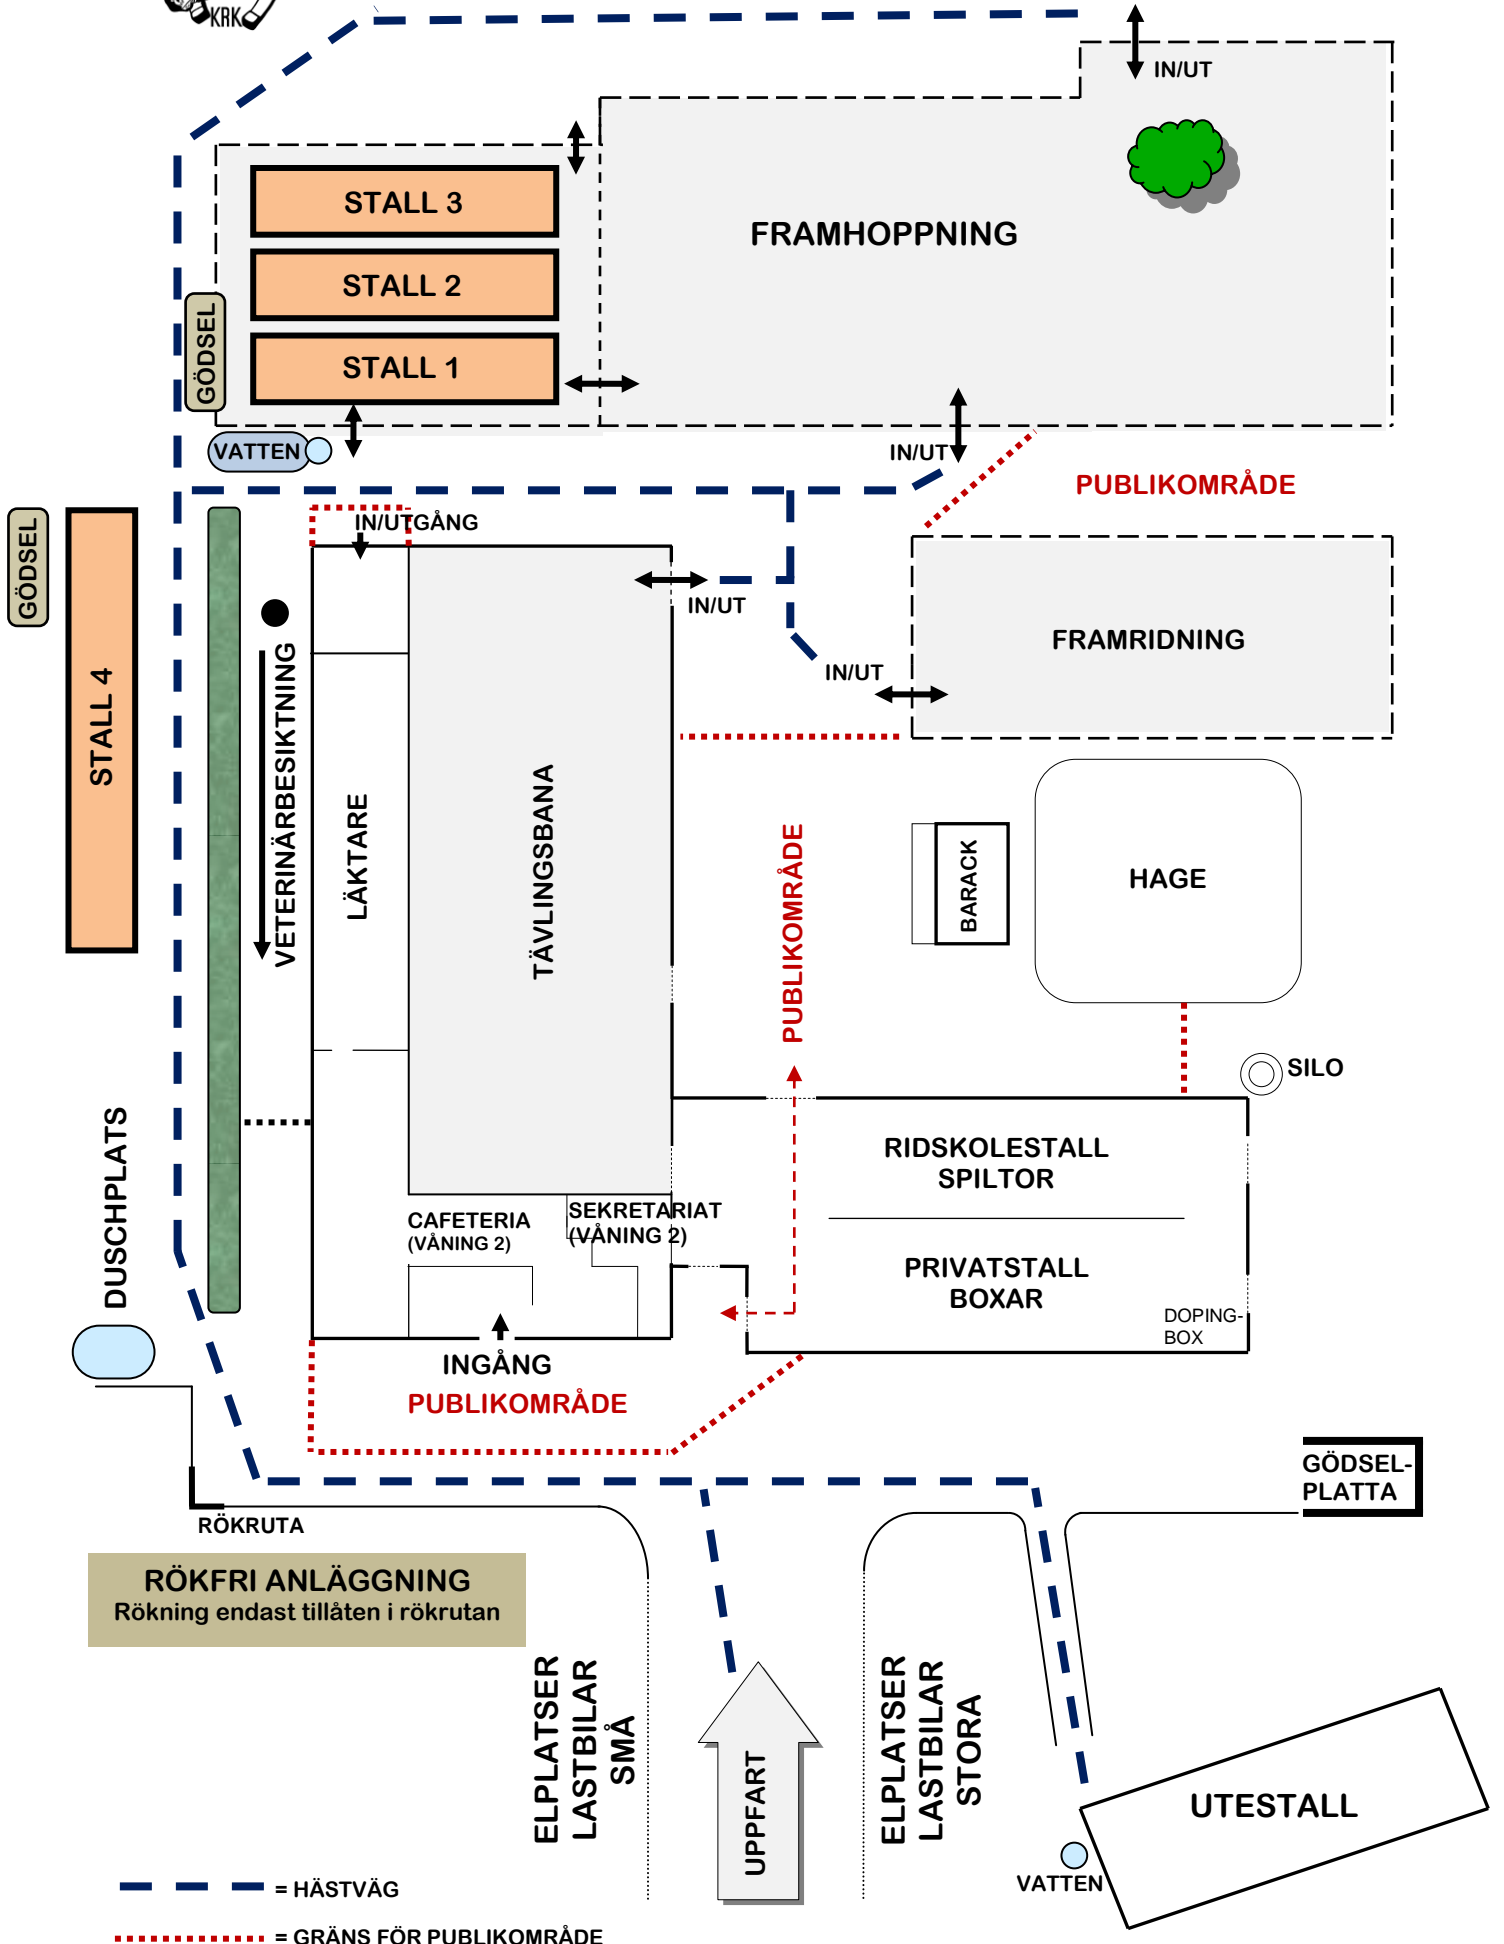 KRK
IN/UT
STALL 3
FRAMHOPPNING
STALL 2
GÖDSEL
STALL 1
VATTEN
IN/UT
PUBLIKOMRÅDE
GÖDSEL
STALL 4
IN/UTGÅNG
VETERINÄRBESIKTNING
LÄKTARE
TÄVLINGSBANA
IN/UT
IN/UT
FRAMRIDNING
PUBLIKOMRÅDE
BARACK
HAGE
SILO
DUSCHPLATS
RIDSKOLESTALL
SPILTOR
CAFETERIA
(VÅNING 2)
SEKRETARIAT
(VÅNING 2)
PRIVATSTALL
BOXAR
DOPING-
BOX
INGÅNG
PUBLIKOMRÅDE
GÖDSEL-
PLATTA
RÖKRUTA
RÖKFRI ANLÄGGNING
Rökning endast tillåten i rökrutan
ELPLATSER
LASTBILAR
SMÅ
UPPFART
ELPLATSER
LASTBILAR
STORA
UTESTALL
VATTEN
= HÄSTVÄG
= GRÄNS FÖR PUBLIKOMRÅDE